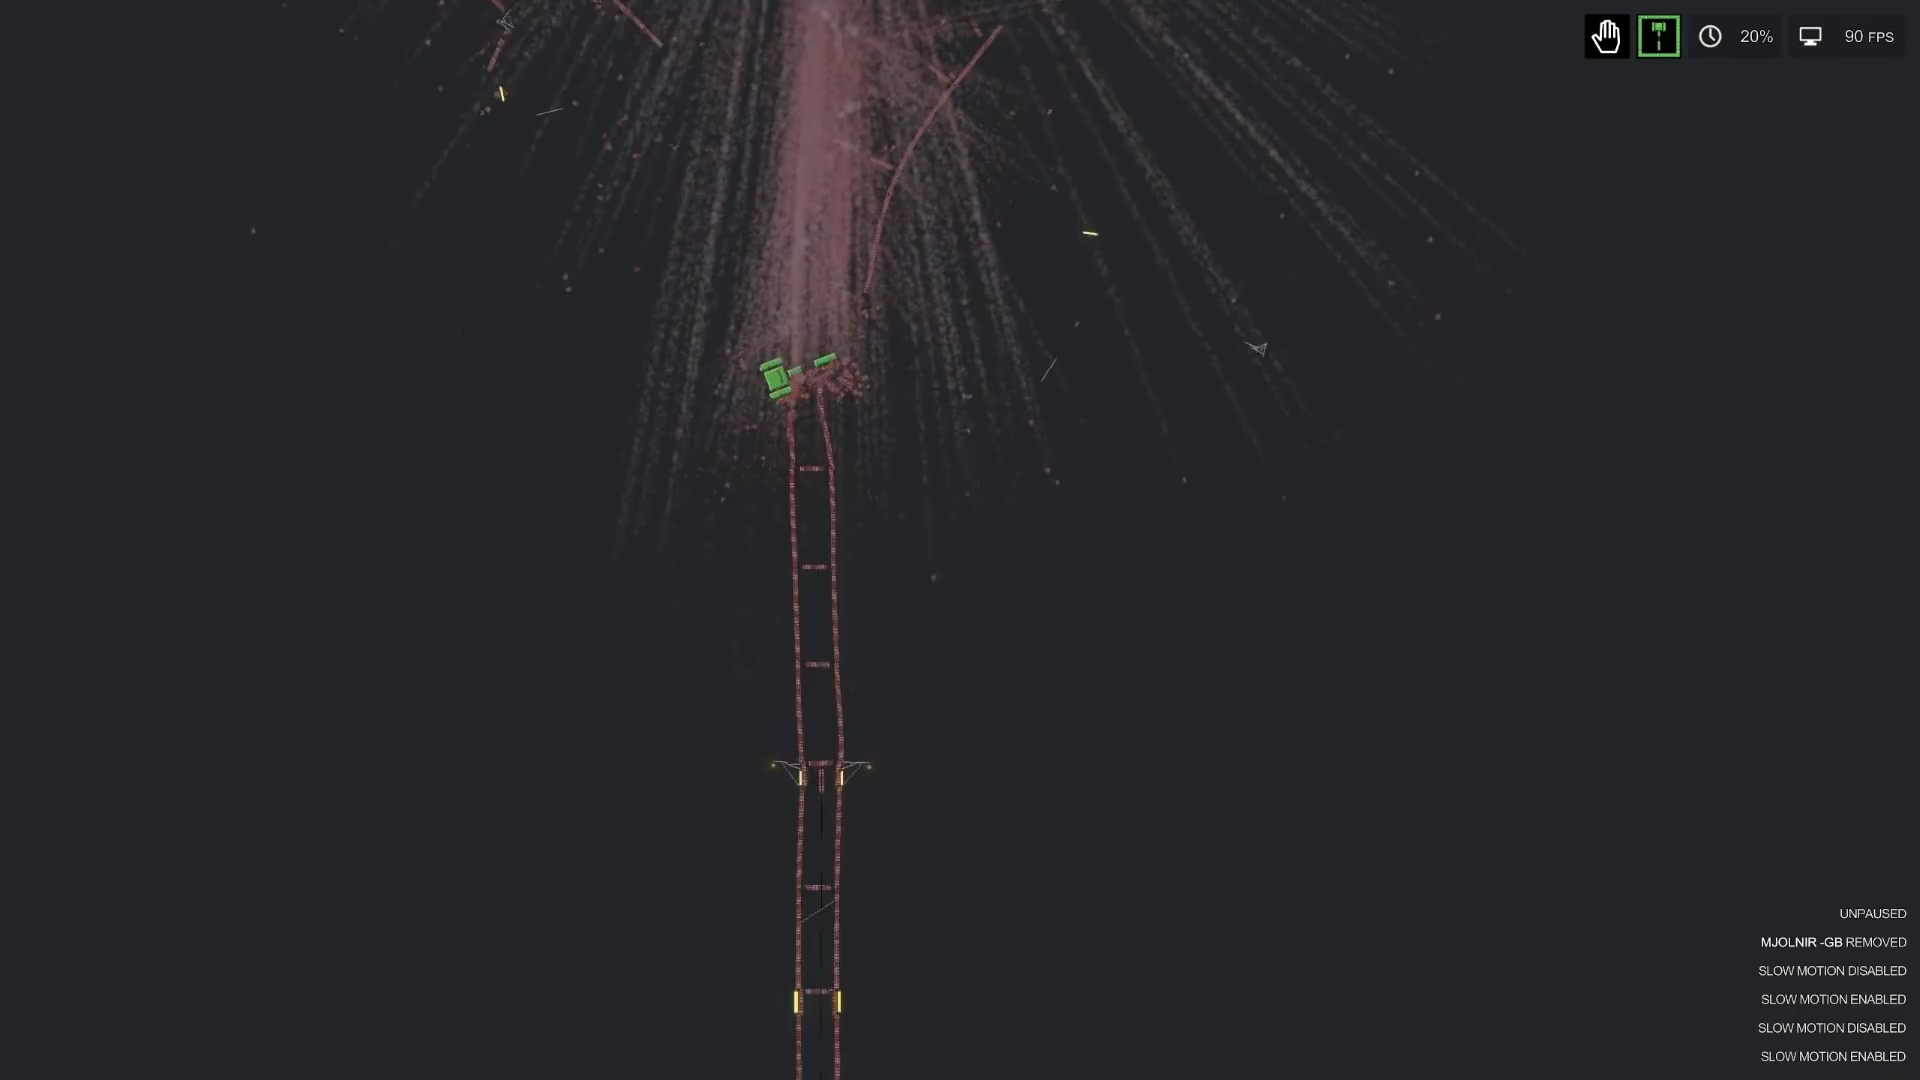 20%
90 FPS
UNPAUSED
MJOLNIR -GB REMOVED
SLOW MOTION DISABLED
SLOW MOTION ENABLED
SLOW MOTION DISABLED
SLOW MOTION ENABLED